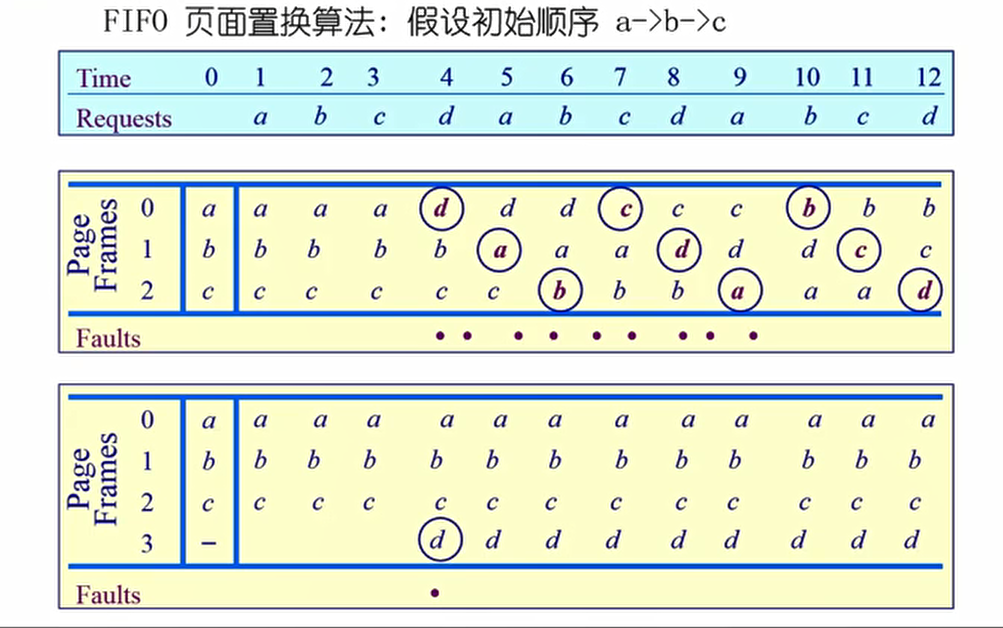 FIFO 页面置换算法：假设初始顺序 a->b->c
Time 0 1 2 3 4 5 6 7 8 9 10 11 12
Requests a b c d a b c d a b c d
Page Frames
0 a a a a d d d c c c b b b
1 b b b b b a a a d d d c c
2 c c c c c c b b b a a a d
Faults • • • • • • • • •
Page Frames
0 a a a a a a a a a a a a a
1 b b b b b b b b b b b b b
2 c c c c c c c c c c c c c
3 – d d d d d d d d d
Faults •